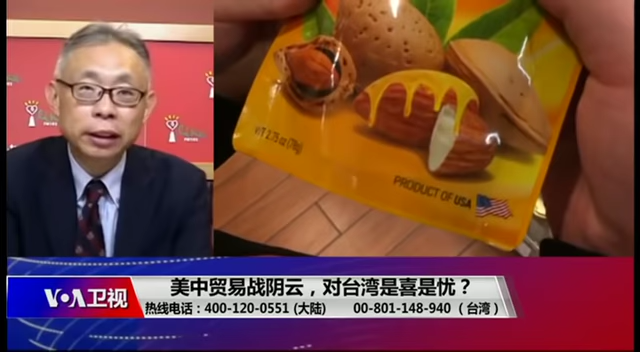 NET WT 2.75 oz (78g)
PRODUCT OF USA
美中贸易战阴云，对台湾是喜是忧？
VOA卫视
热线电话：400-120-0551 (大陆) 00-801-148-940 （台湾）